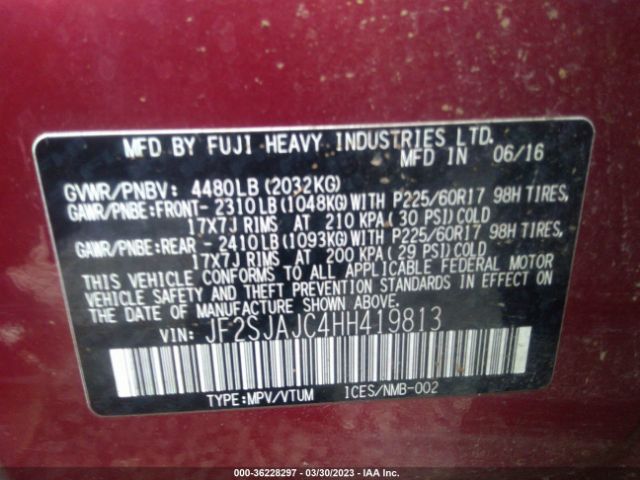 MFD BY FUJI HEAVY INDUSTRIES LTD.
MFD IN 06/16
GVWR/PNBV: 4480LB(2032KG)
GAWR/PNBE:FRONT- 2310LB(1048KG)WITH P225/60R17 98H TIRES,
17X7J RIMS AT 210 KPA(30 PSI)COLD
GAWR/PNBE:REAR - 2410LB(1093KG)WITH P225/60R17 98H TIRES,
17X7J RIMS AT 200 KPA(29 PSI)COLD
THIS VEHICLE CONFORMS TO ALL APPLICABLE FEDERAL MOTOR
VEHICLE SAFETY AND THEFT PREVENTION STANDARDS IN EFFECT ON
THE DATE OF MANUFACTURE SHOWN ABOVE.
VIN: JF2SJAJC4HH419813
TYPE:MPV/VTUM ICES/NMB-002
000-36228297 - 03/30/2023 - IAA Inc.